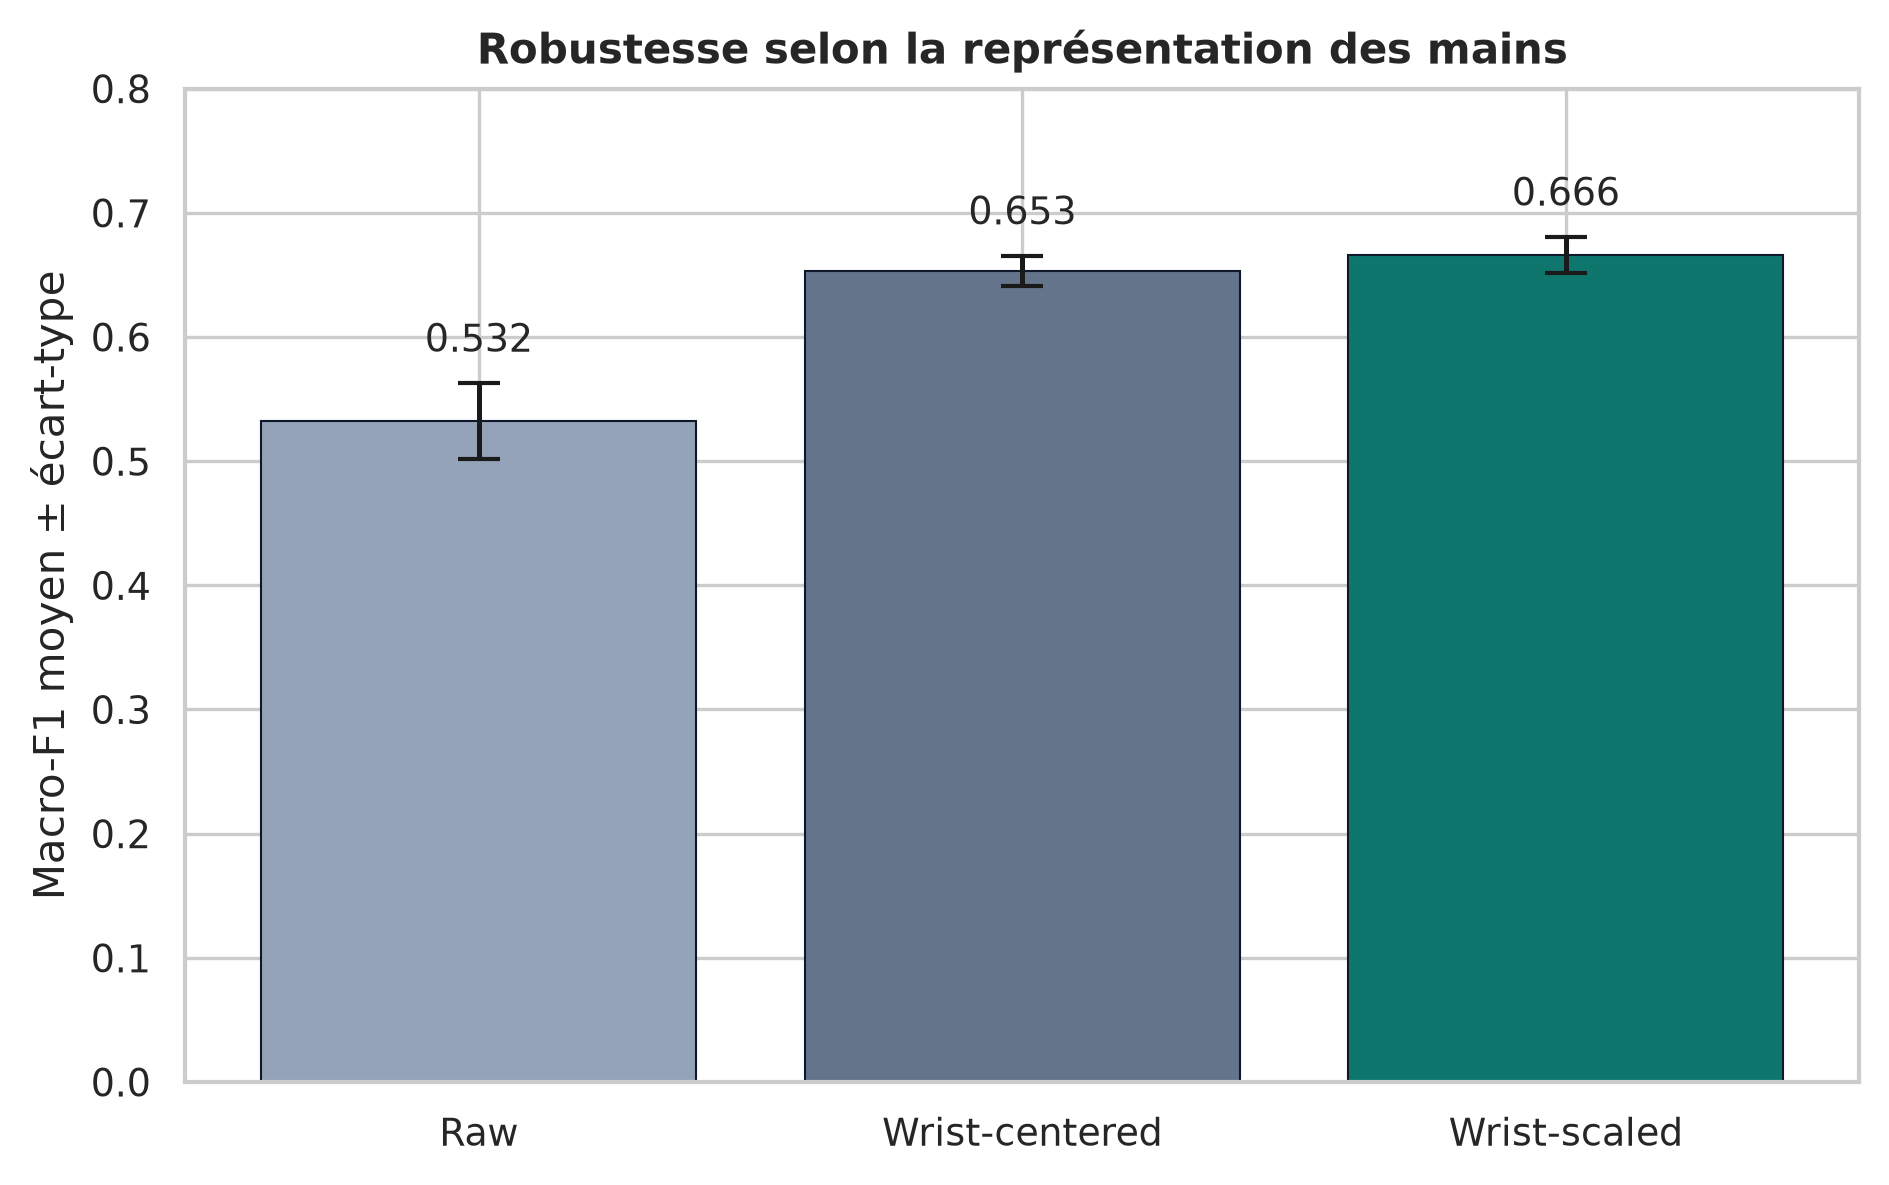 Robustesse selon la représentation des mains
Macro-F1 moyen ± écart-type
0.8
0.7
0.6
0.5
0.4
0.3
0.2
0.1
0.0
0.532
0.653
0.666
Raw
Wrist-centered
Wrist-scaled